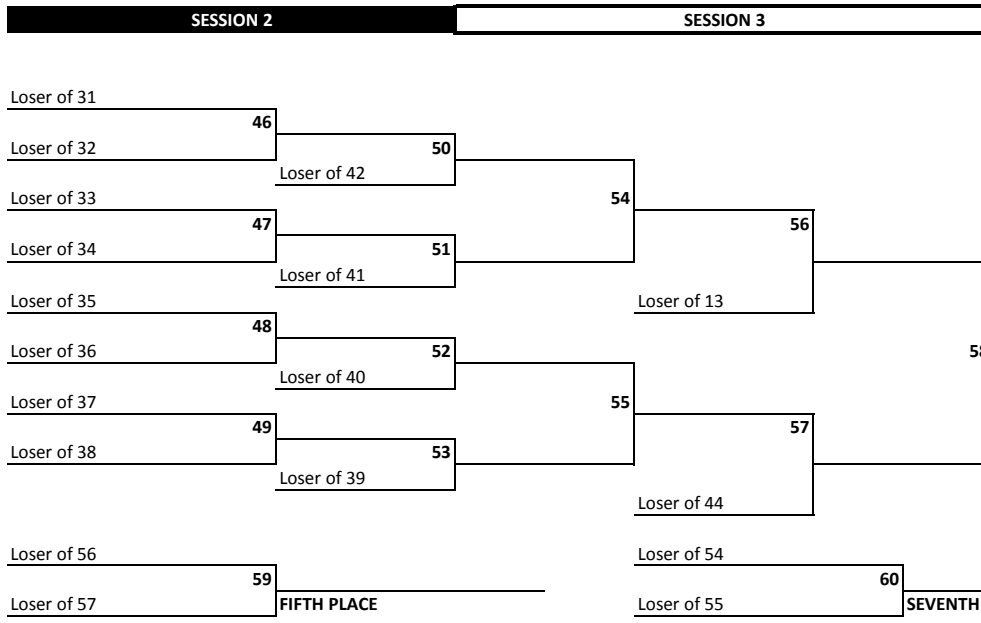 SESSION 2 SESSION 3
Loser of 31
46
Loser of 32 50
Loser of 42
Loser of 33 54
47 56
Loser of 34 51
Loser of 41
Loser of 35 Loser of 13
48
Loser of 36 52 58
Loser of 40
Loser of 37 55
49 57
Loser of 38 53
Loser of 39
Loser of 44
Loser of 56 Loser of 54
59 60
Loser of 57 FIFTH PLACE Loser of 55 SEVENTH